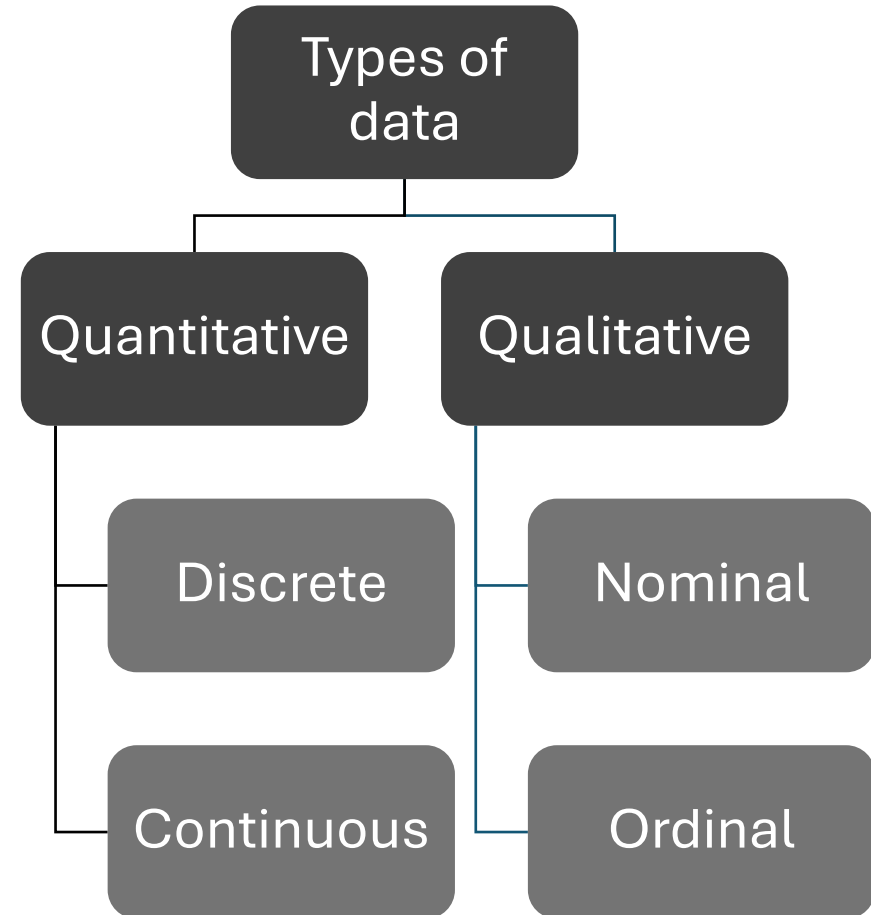 Types of
data
Quantitative
Qualitative
Discrete
Nominal
Continuous
Ordinal